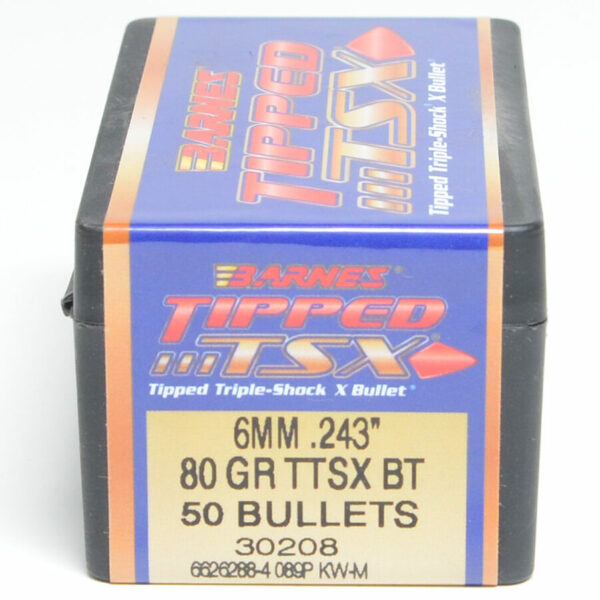 BARNES
TIPPED
TSX
Tipped Triple-Shock X Bullet
BARNES®
TIPPED
TSX®
Tipped Triple-Shock X Bullet®
6MM .243"
80 GR TTSX BT
50 BULLETS
30208
6626288-4 089P KW-M